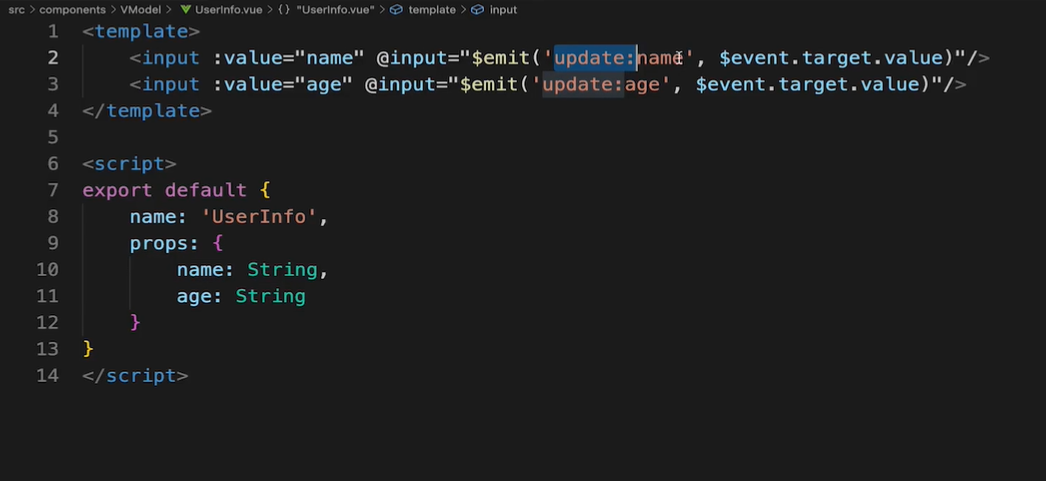 src > components > VModel > UserInfo.vue > {} "UserInfo.vue" > template > input
1 <template>
2 <input :value="name" @input="$emit('update:name', $event.target.value)"/>
3 <input :value="age" @input="$emit('update:age', $event.target.value)"/>
4 </template>
5
6 <script>
7 export default {
8 name: 'UserInfo',
9 props: {
10 name: String,
11 age: String
12 }
13 }
14 </script>